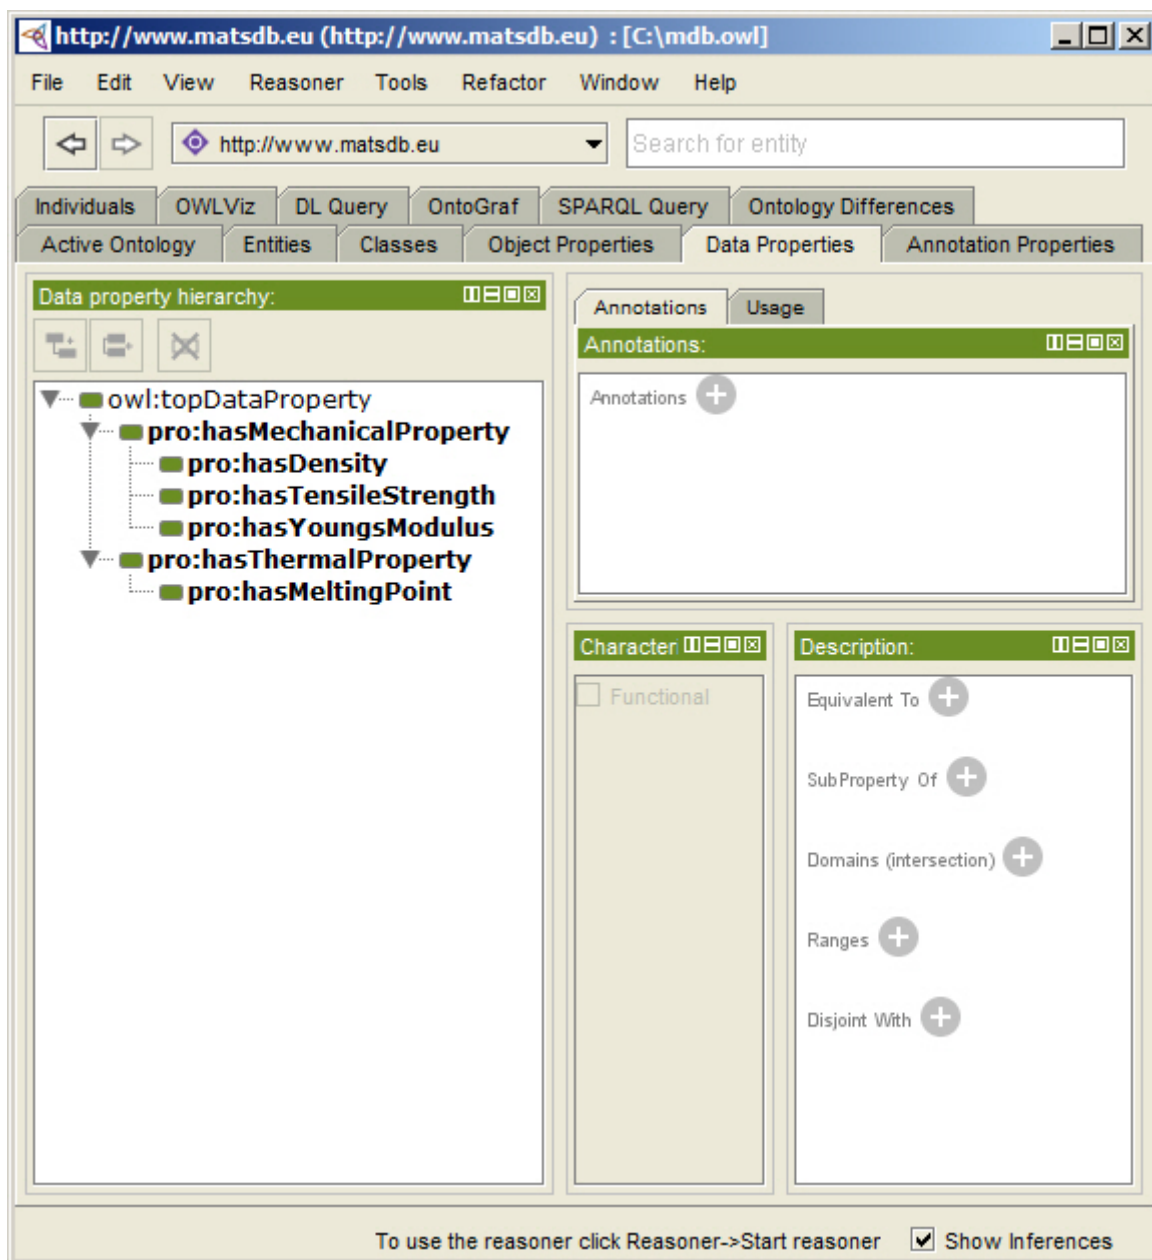 http://www.matsdb.eu (http://www.matsdb.eu) : [C:\mdb.owl]
File Edit View Reasoner Tools Refactor Window Help
http://www.matsdb.eu Search for entity
Individuals OWLViz DL Query OntoGraf SPARQL Query Ontology Differences
Active Ontology Entities Classes Object Properties Data Properties Annotation Properties
Data property hierarchy:
owl:topDataProperty
pro:hasMechanicalProperty
pro:hasDensity
pro:hasTensileStrength
pro:hasYoungsModulus
pro:hasThermalProperty
pro:hasMeltingPoint
Annotations Usage
Annotations:
Annotations
Character
Functional
Description:
Equivalent To
SubProperty Of
Domains (intersection)
Ranges
Disjoint With
To use the reasoner click Reasoner->Start reasoner Show Inferences